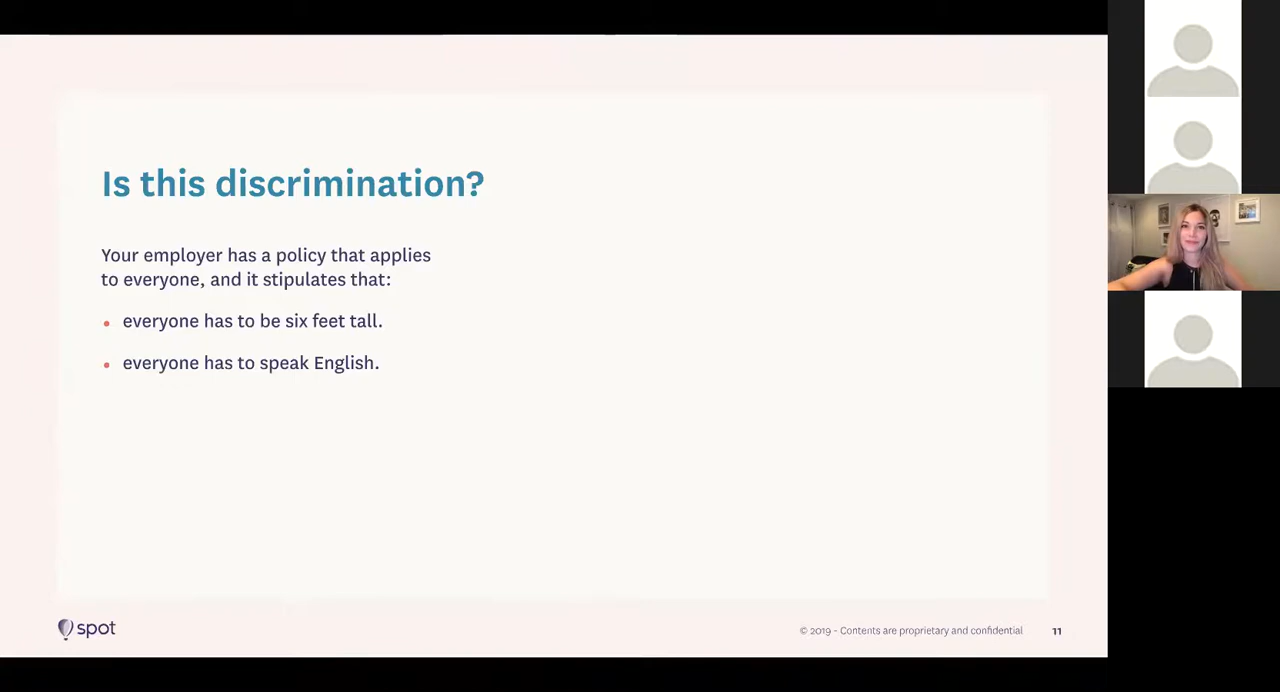 Is this discrimination?
Your employer has a policy that applies
to everyone, and it stipulates that:
• everyone has to be six feet tall.
• everyone has to speak English.
spot
© 2019 - Contents are proprietary and confidential 11